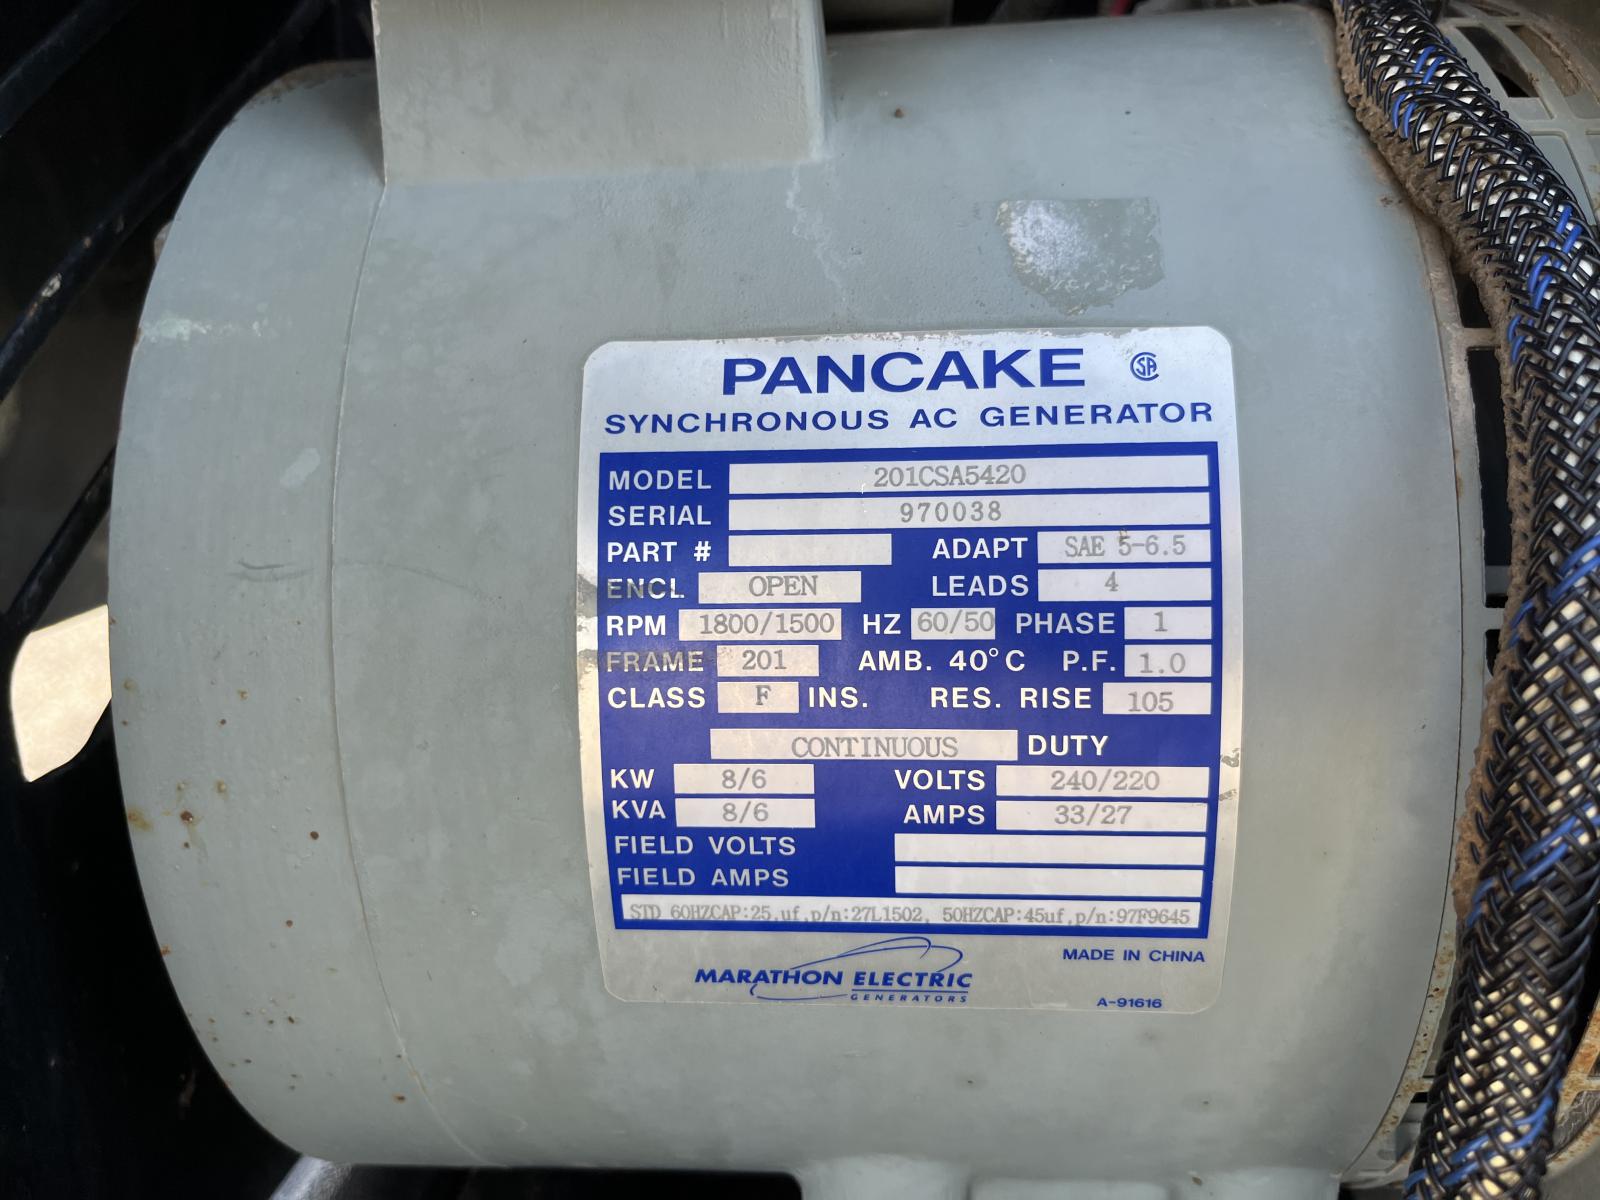 PANCAKE CSA
SYNCHRONOUS AC GENERATOR
MODEL 201CSA5420
SERIAL 970038
PART # ADAPT SAE 5-6.5
ENCL OPEN LEADS 4
RPM 1800/1500 HZ 60/50 PHASE 1
FRAME 201 AMB. 40°C P.F. 1.0
CLASS F INS. RES. RISE 105
CONTINUOUS DUTY
KW 8/6 VOLTS 240/220
KVA 8/6 AMPS 33/27
FIELD VOLTS
FIELD AMPS
STD 60HZCAP:25.uf.p/n:27L1502, 50HZCAP:45uf.p/n:97F9645
MADE IN CHINA
MARATHON ELECTRIC
GENERATORS
A-91616